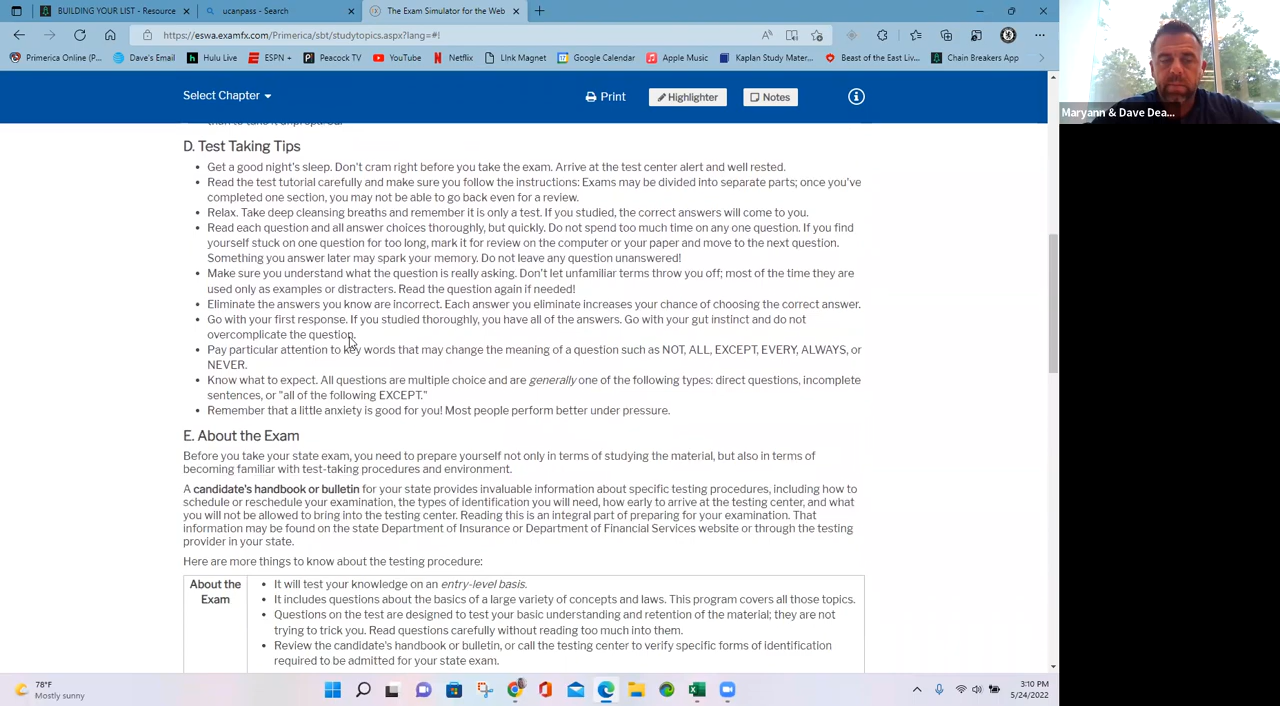 BUILDING YOUR LIST - Resource
ucanpass - Search
The Exam Simulator for the Web
https://eswa.examfx.com/Primerica/sbt/studytopics.aspx?lang=#!
Primerica Online (P...
Dave's Email
Hulu Live
ESPN +
Peacock TV
YouTube
Netflix
LInk Magnet
Google Calendar
Apple Music
Kaplan Study Mater...
Beast of the East Livi...
Chain Breakers App
Maryann & Dave Dea...
Select Chapter
Print
Highlighter
Notes
D. Test Taking Tips
• Get a good night's sleep. Don't cram right before you take the exam. Arrive at the test center alert and well rested.
• Read the test tutorial carefully and make sure you follow the instructions: Exams may be divided into separate parts; once you've
completed one section, you may not be able to go back even for a review.
• Relax. Take deep cleansing breaths and remember it is only a test. If you studied, the correct answers will come to you.
• Read each question and all answer choices thoroughly, but quickly. Do not spend too much time on any one question. If you find
yourself stuck on one question for too long, mark it for review on the computer or your paper and move to the next question.
Something you answer later may spark your memory. Do not leave any question unanswered!
• Make sure you understand what the question is really asking. Don't let unfamiliar terms throw you off; most of the time they are
used only as examples or distracters. Read the question again if needed!
• Eliminate the answers you know are incorrect. Each answer you eliminate increases your chance of choosing the correct answer.
• Go with your first response. If you studied thoroughly, you have all of the answers. Go with your gut instinct and do not
overcomplicate the question.
• Pay particular attention to key words that may change the meaning of a question such as NOT, ALL, EXCEPT, EVERY, ALWAYS, or
NEVER.
• Know what to expect. All questions are multiple choice and are generally one of the following types: direct questions, incomplete
sentences, or "all of the following EXCEPT."
• Remember that a little anxiety is good for you! Most people perform better under pressure.
E. About the Exam
Before you take your state exam, you need to prepare yourself not only in terms of studying the material, but also in terms of
becoming familiar with test-taking procedures and environment.
A candidate's handbook or bulletin for your state provides invaluable information about specific testing procedures, including how to
schedule or reschedule your examination, the types of identification you will need, how early to arrive at the testing center, and what
you will not be allowed to bring into the testing center. Reading this is an integral part of preparing for your examination. That
information may be found on the state Department of Insurance or Department of Financial Services website or through the testing
provider in your state.
Here are more things to know about the testing procedure:
About the
Exam
• It will test your knowledge on an entry-level basis.
• It includes questions about the basics of a large variety of concepts and laws. This program covers all those topics.
• Questions on the test are designed to test your basic understanding and retention of the material; they are not
trying to trick you. Read questions carefully without reading too much into them.
• Review the candidate's handbook or bulletin, or call the testing center to verify specific forms of identification
required to be admitted for your state exam.
78°F
Mostly sunny
3:10 PM
5/24/2022